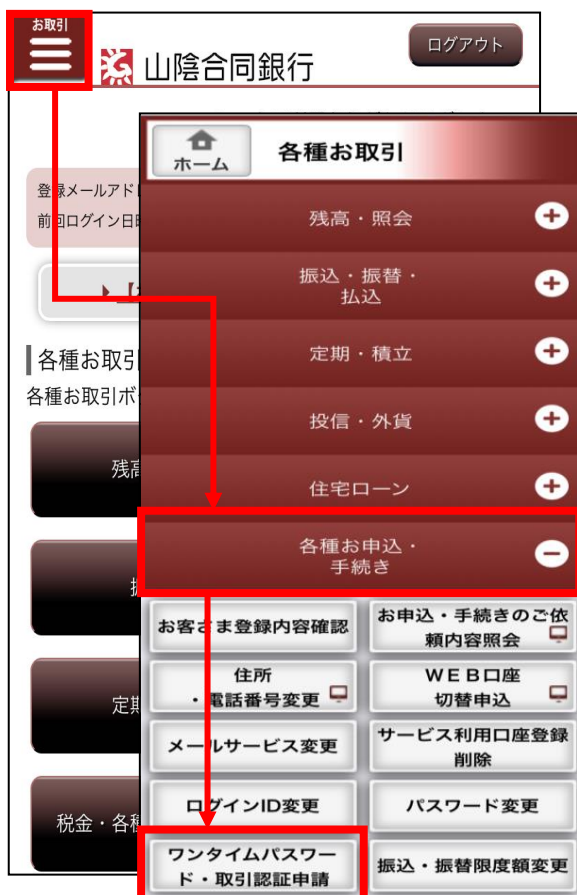 お取引
山陰合同銀行
ログアウト
登録メールアド
前回ログイン日
各種お取引
各種お取引ボ
残高
定期
税金・各種
ホーム
各種お取引
残高・照会
振込・振替・
払込
定期・積立
投信・外貨
住宅ローン
各種お申込・
手続き
お客さま登録内容確認
お申込・手続きのご依
頼内容照会
住所
・電話番号変更
WEB口座
切替申込
メールサービス変更
サービス利用口座登録
削除
ログインID変更
パスワード変更
ワンタイムパスワー
ド・取引認証申請
振込・振替限度額変更